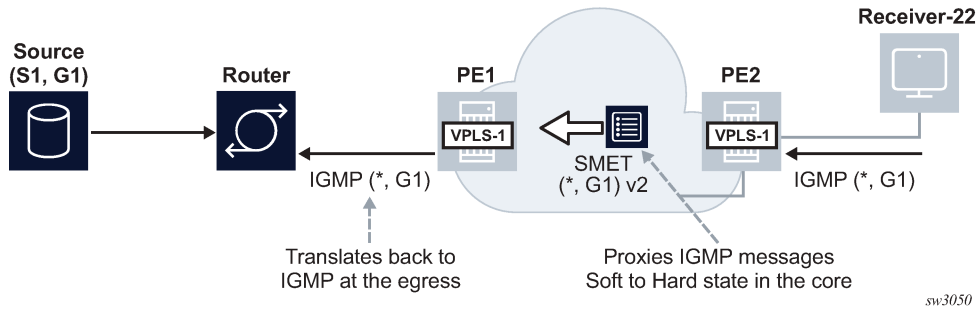 Receiver-22
Source
(S1, G1)
Router
PE1
PE2
VPLS-1
VPLS-1
IGMP (*, G1)
SMET
(*, G1) v2
IGMP (*, G1)
Translates back to
IGMP at the egress
Proxies IGMP messages
Soft to Hard state in the core
sw3050